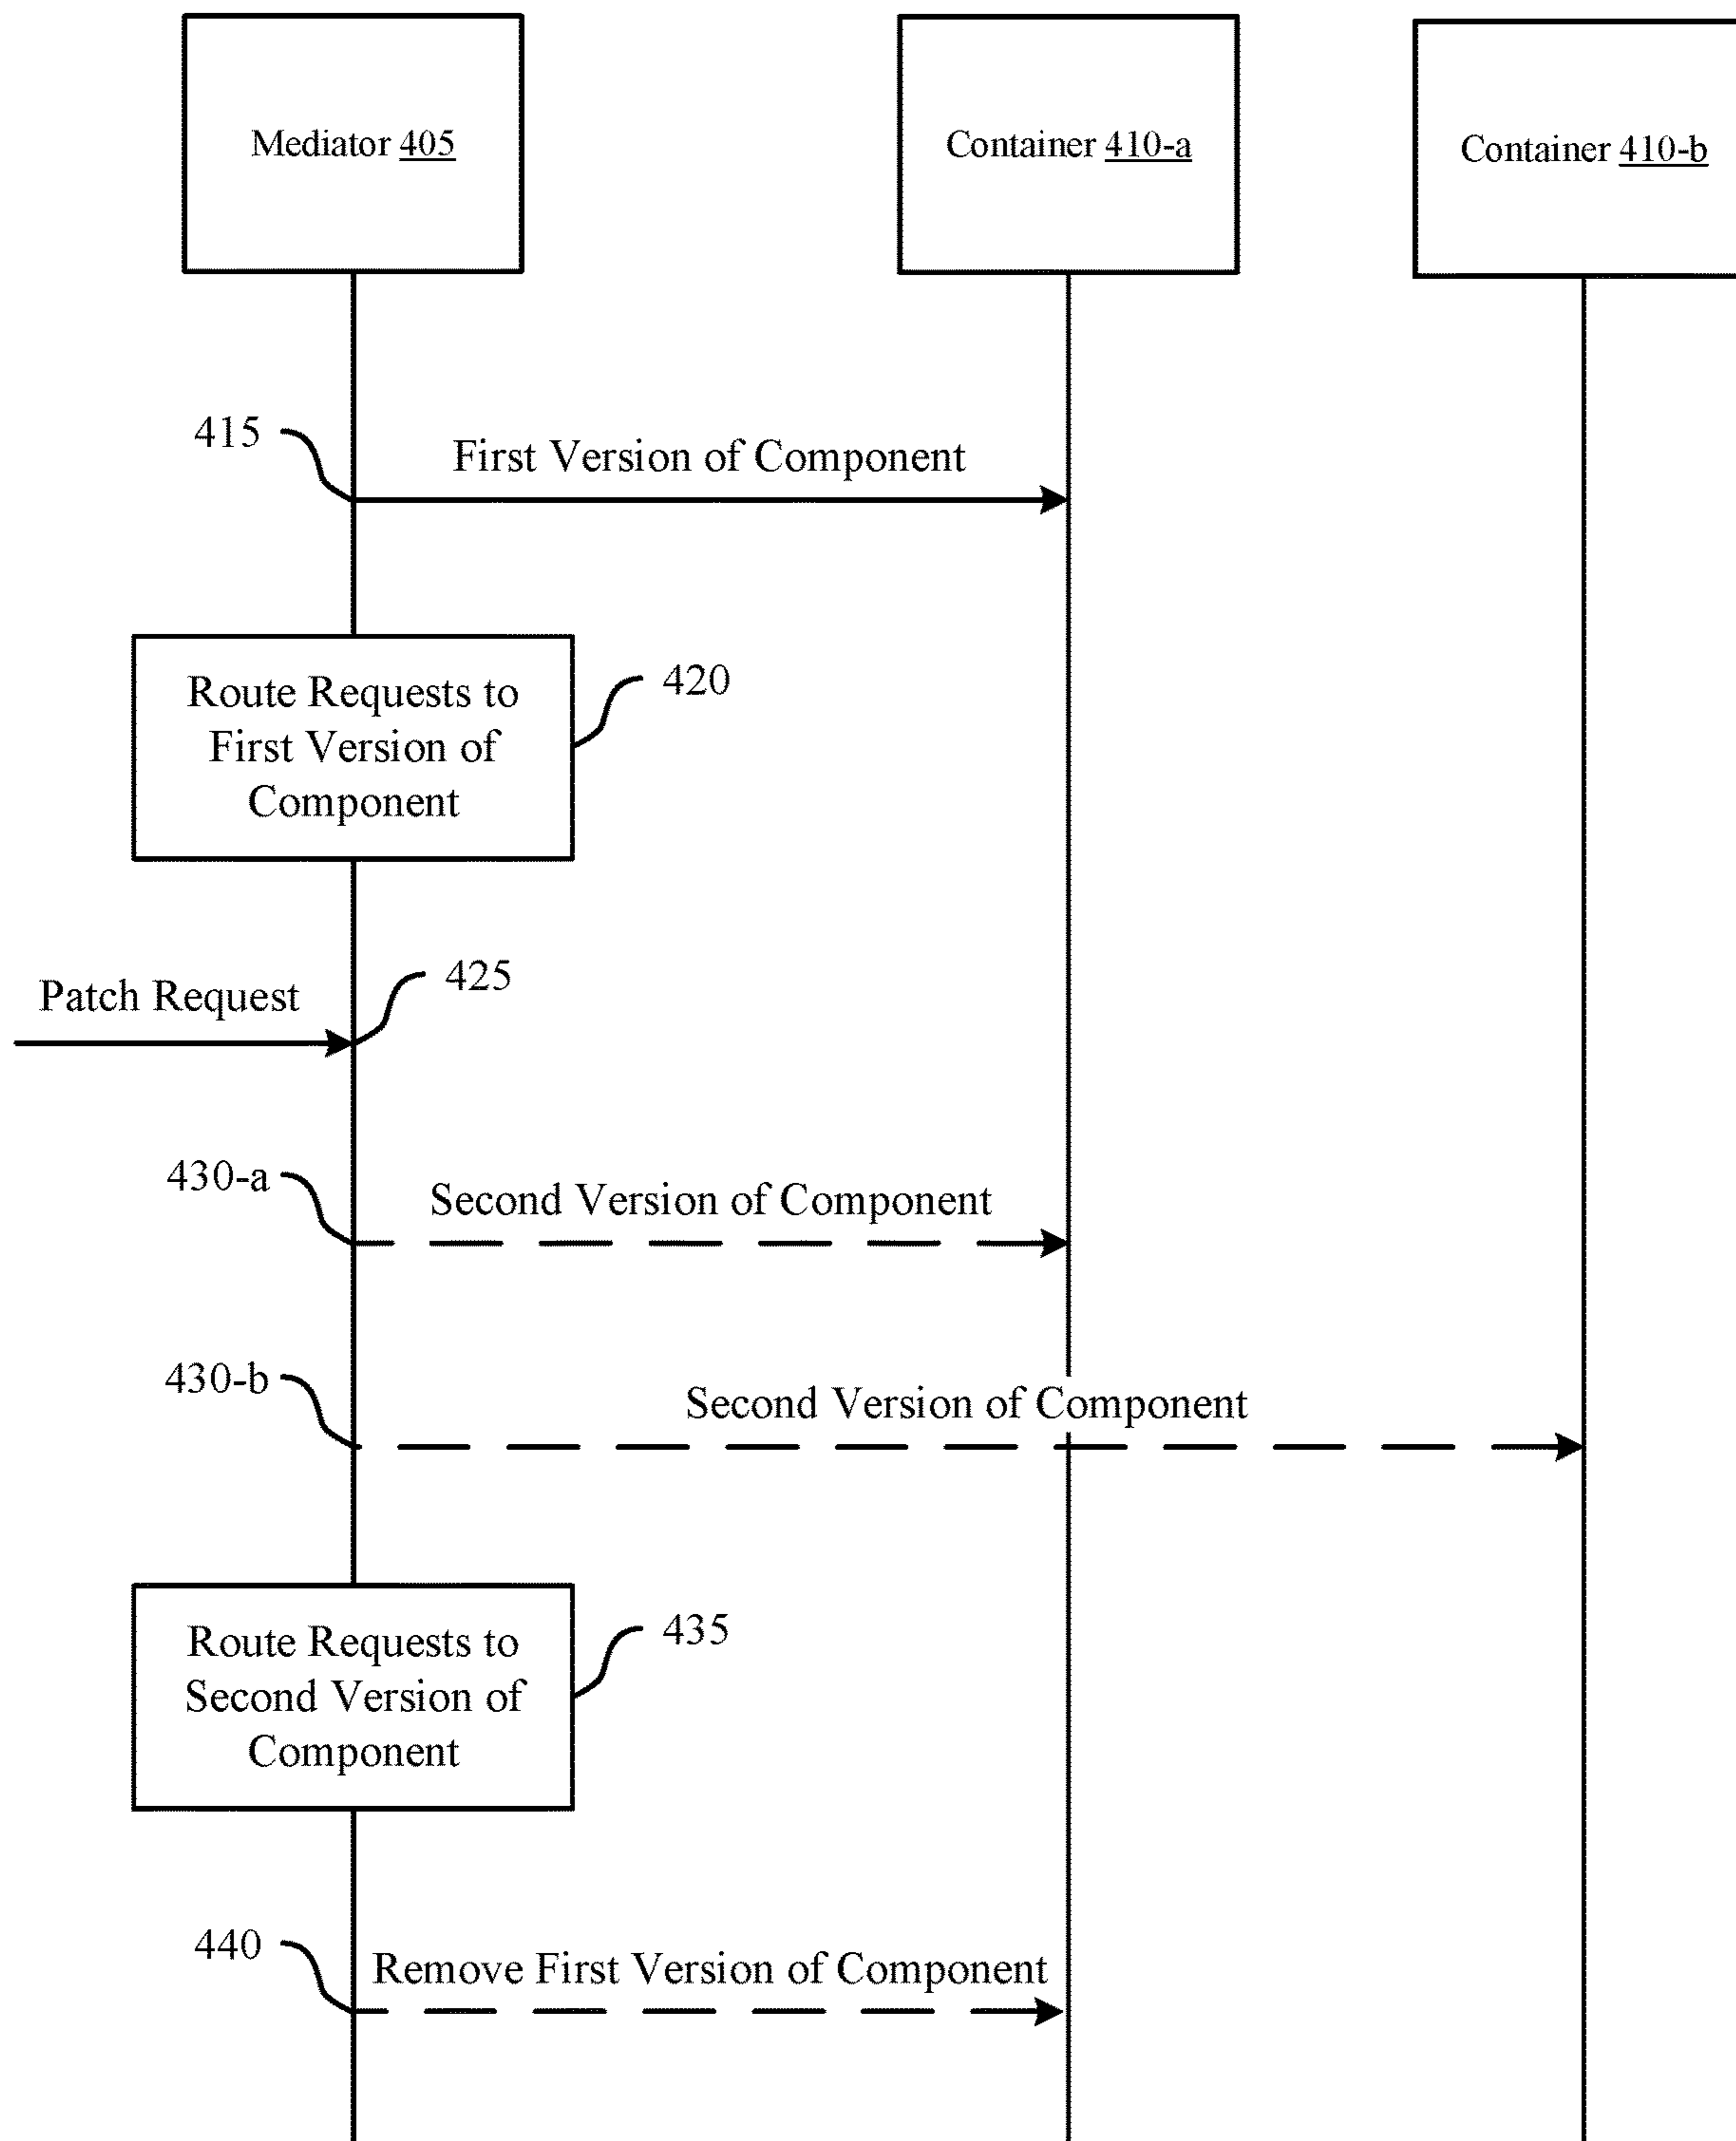 Mediator 405
Container 410-a
Container 410-b
415
First Version of Component
Route Requests to
First Version of
Component
420
Patch Request
425
430-a
Second Version of Component
430-b
Second Version of Component
Route Requests to
Second Version of
Component
435
440
Remove First Version of Component